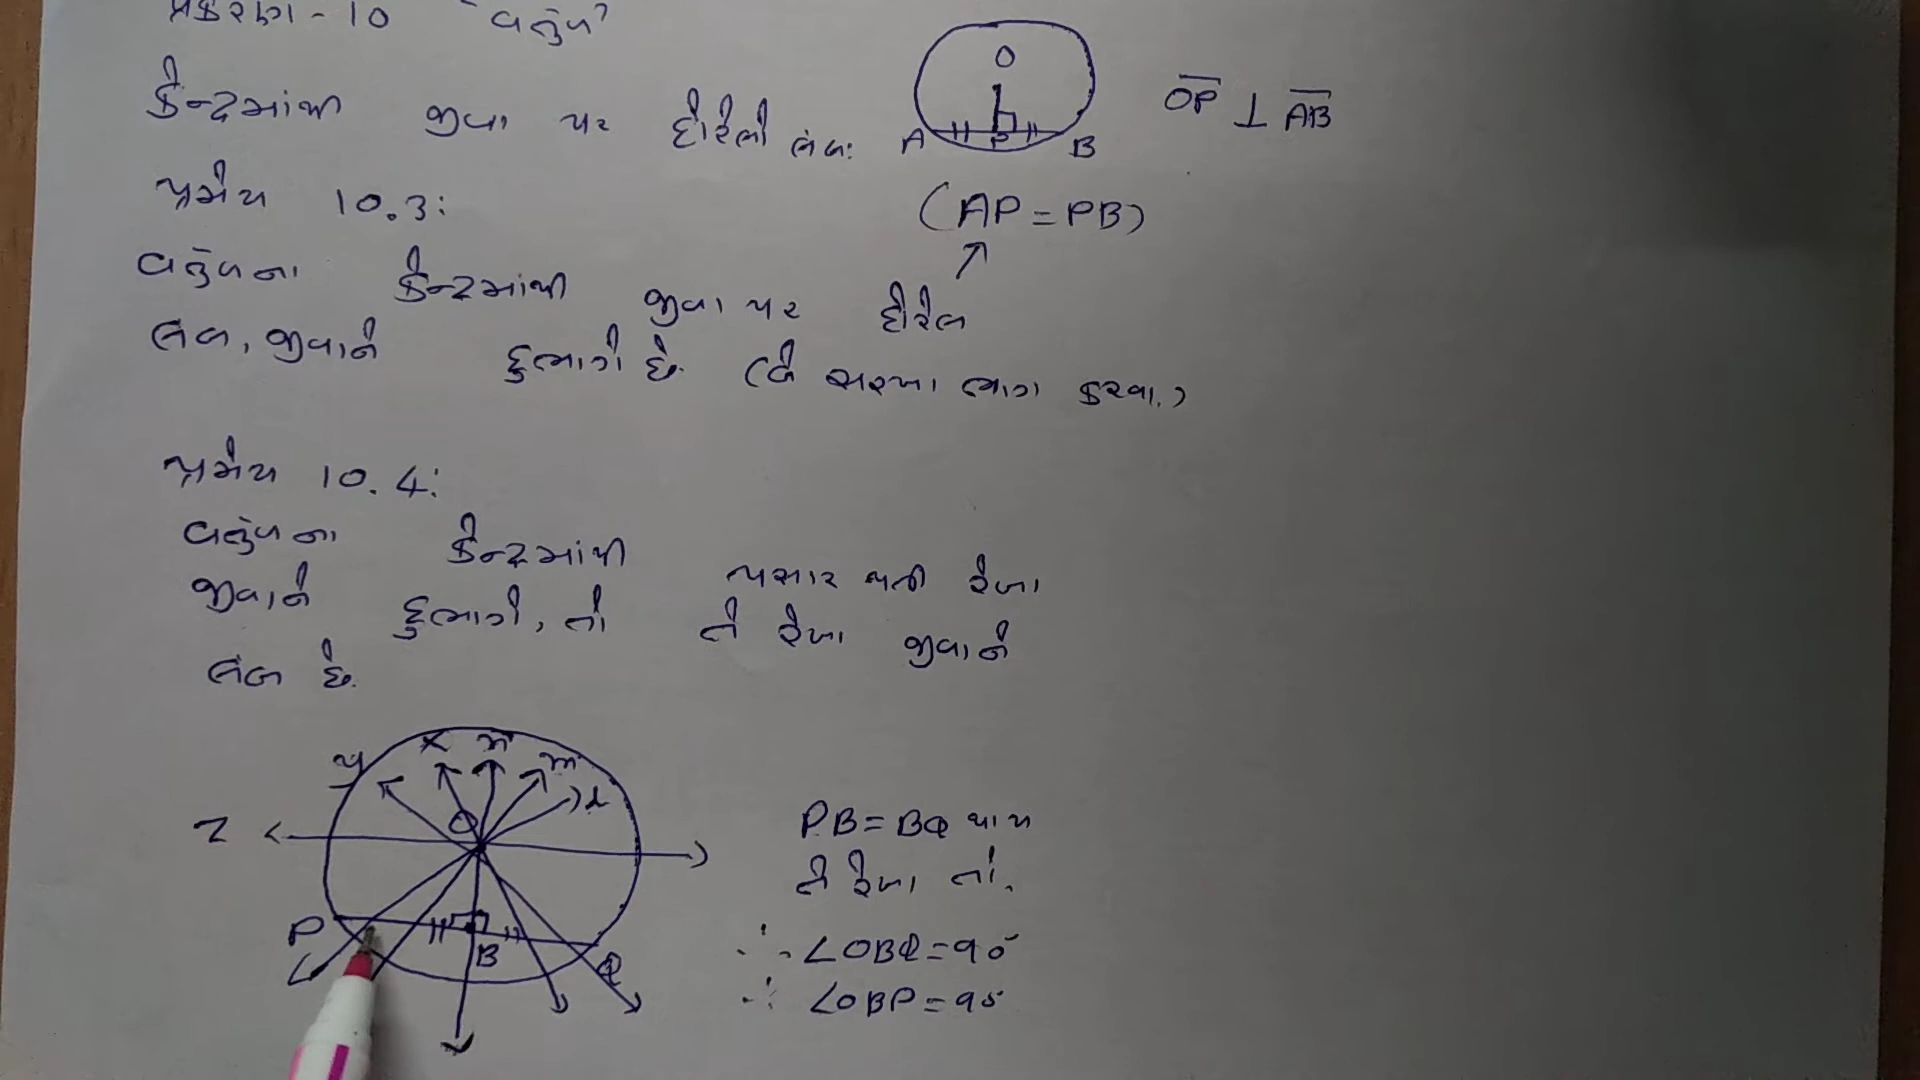 પ્રકરણ - 10 "વર્તુળ"
કેન્દ્રમાંથી જીવા પર દોરેલો લંબ:
O
A P B
OP ⊥ AB
(AP = PB)
પ્રમેય 10.3:
વર્તુળના કેન્દ્રમાંથી જીવા પર દોરેલ
લંબ, જીવાને દુભાગે છે. (બે સરખા ભાગ કરવા.)
પ્રમેય 10.4:
વર્તુળના કેન્દ્રમાંથી પસાર થતી રેખા
જીવાને દુભાગે, તો તે રેખા જીવાને
લંબ છે.
y x n m l
Z O
P B Q
PB = BQ થાય
તે રેખા તો.
∴ ∠OBQ = 90°
∴ ∠OBP = 90°